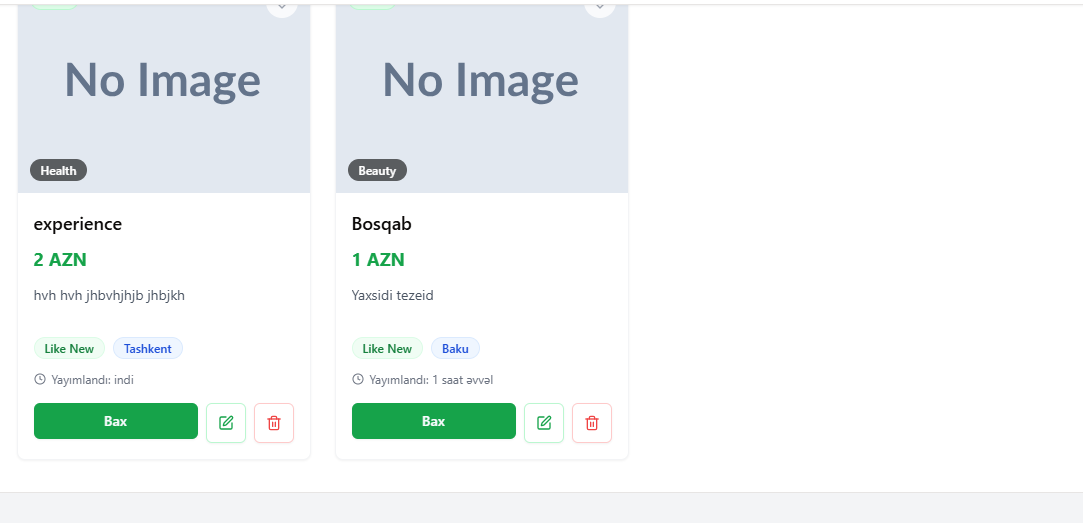 No Image
Health
experience
2 AZN
hvh hvh jhbvhjhjb jhbjkh
Like New
Tashkent
Yayımlandı: indi
Bax
No Image
Beauty
Bosqab
1 AZN
Yaxsidi tezeid
Like New
Baku
Yayımlandı: 1 saat əvvəl
Bax